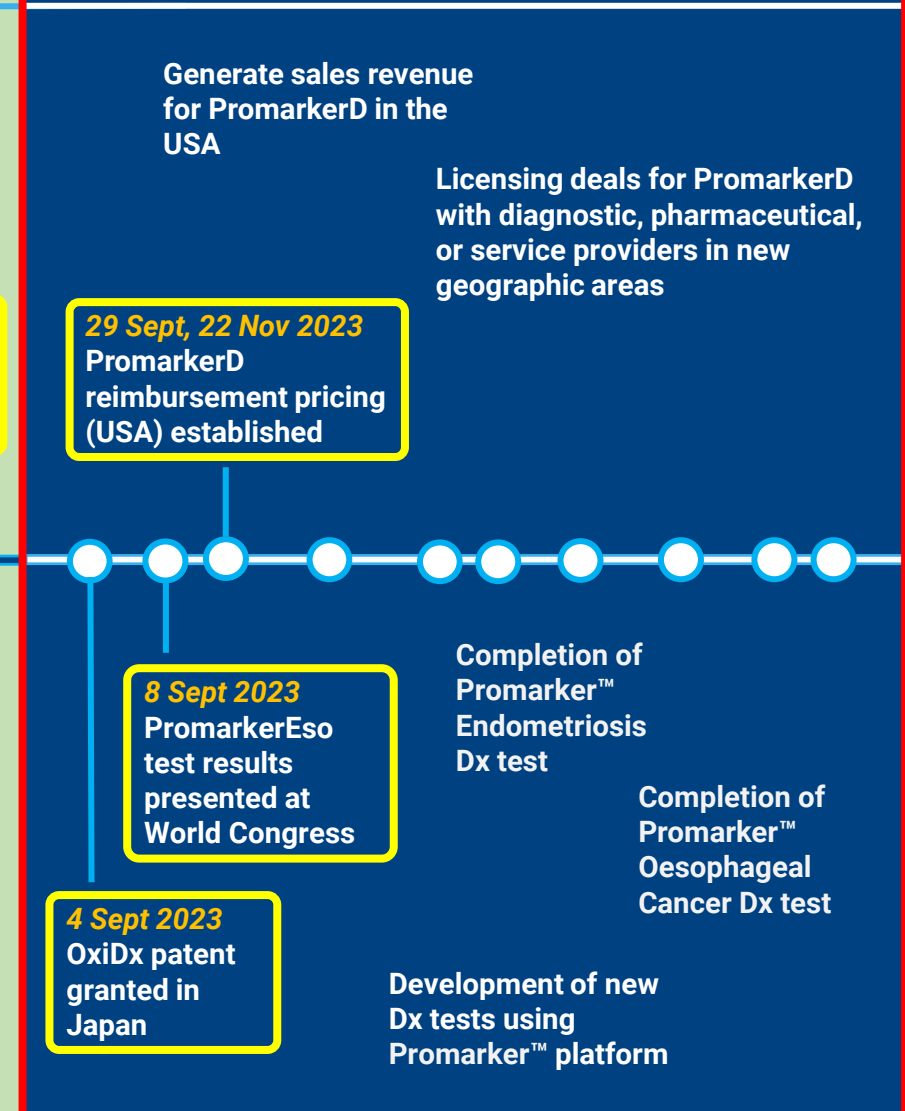 Generate sales revenue
for PromarkerD in the
USA
Licensing deals for PromarkerD
with diagnostic, pharmaceutical,
or service providers in new
geographic areas
29 Sept, 22 Nov 2023
PromarkerD
reimbursement pricing
(USA) established
8 Sept 2023
PromarkerEso
test results
presented at
World Congress
4 Sept 2023
OxiDx patent
granted in
Japan
Completion of
Promarker™
Endometriosis
Dx test
Completion of
Promarker™
Oesophageal
Cancer Dx test
Development of new
Dx tests using
Promarker™ platform